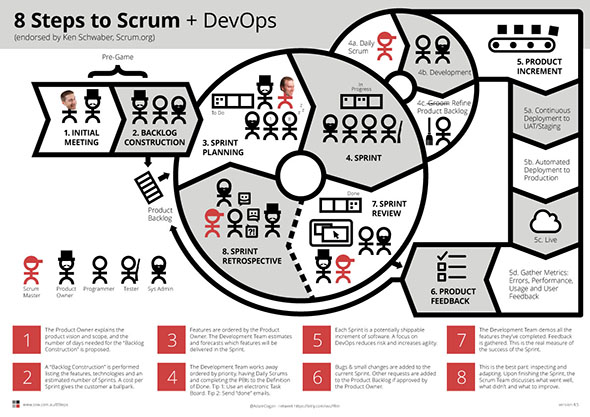 8 Steps to Scrum + DevOps
(endorsed by Ken Schwaber, Scrum.org)
Pre-Game
1. INITIAL
MEETING
2. BACKLOG
CONSTRUCTION
Product
Backlog
3. SPRINT
PLANNING
To Do
In
Progress
4. SPRINT
4a. Daily
Scrum
4b. Development
4c. Groom Refine
Product Backlog
5. PRODUCT
INCREMENT
5a. Continuous
Deployment to
UAT/Staging
5b. Automated
Deployment to
Production
5c. Live
5d. Gather Metrics:
Errors, Performance,
Usage and User
Feedback
6. PRODUCT
FEEDBACK
Done
7. SPRINT
REVIEW
8. SPRINT
RETROSPECTIVE
Scrum
Master
Product
Owner
Programmer
Tester
Sys Admin
1
The Product Owner explains the
product vision and scope, and the
number of days needed for the "Backlog
Construction" is proposed.
2
A "Backlog Construction" is performed
listing the features, technologies and an
estimated number of Sprints. A cost per
Sprint gives the customer a ballpark.
3
Features are ordered by the Product
Owner. The Development Team estimates
and forecasts which features will be
delivered in the Sprint.
4
The Development Team works away
ordered by priority, having Daily Scrums
and completing the PBIs to the Definition of
Done. Tip 1: Use an electronic Task
Board. Tip 2: Send "done" emails.
5
Each Sprint is a potentially shippable
increment of software. A focus on
DevOps reduces risk and increases agility.
6
Bugs & small changes are added to the
current Sprint. Other requests are added
to the Product Backlog if approved by
the Product Owner.
7
The Development Team demos all the
features they've completed. Feedback is
gathered. This is the real measure of
the success of the Sprint.
8
This is the best part: inspecting and
adapting. Upon finishing the Sprint, the
Scrum Team discusses what went well,
what didn't and what to improve.